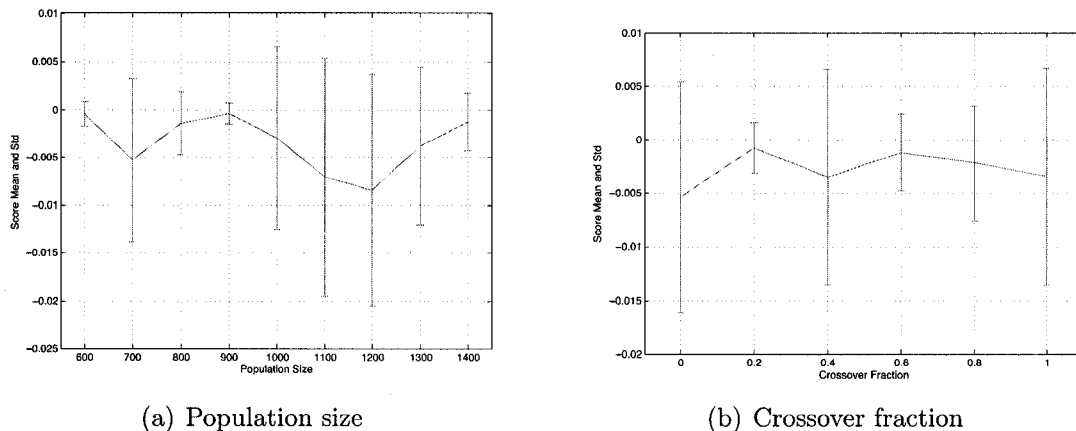 0.01
0.005
0
-0.005
-0.01
-0.015
-0.02
-0.025
Score Mean and Std
600 700 800 900 1000 1100 1200 1300 1400
Population Size
(a) Population size
0.01
0.005
0
-0.005
-0.01
-0.015
-0.02
Score Mean and Std
0 0.2 0.4 0.6 0.8 1
Crossover Fraction
(b) Crossover fraction